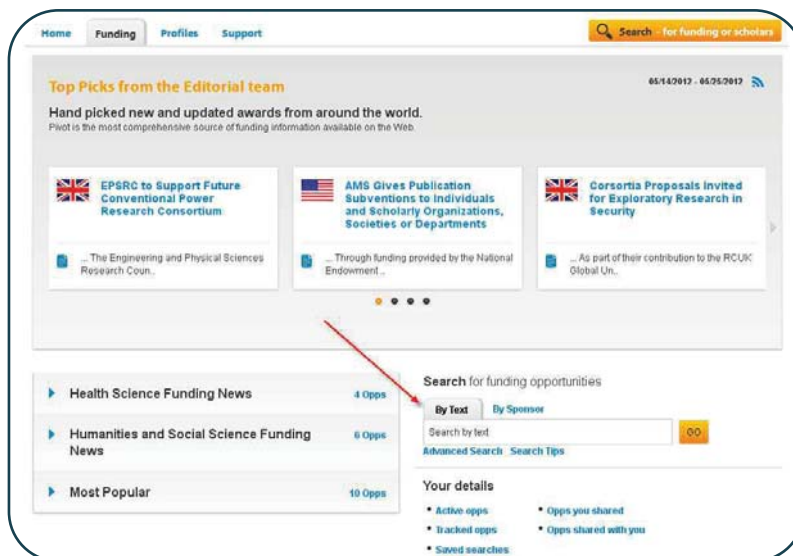 Home Funding Profiles Support
Search - for funding or scholars
Top Picks from the Editorial team
05/14/2012 - 05/25/2012
Hand picked new and updated awards from around the world.
Pivot is the most comprehensive source of funding information available on the Web.
EPSRC to Support Future
Conventional Power
Research Consortium
... The Engineering and Physical Sciences
Research Coun..
AMS Gives Publication
Subventions to Individuals
and Scholarly Organizations,
Societies or Departments
... Through funding provided by the National
Endowment ..
Corsortia Proposals Invited
for Exploratory Research in
Security
... As part of their contribution to the RCUK
Global Un..
Health Science Funding News 4 Opps
Humanities and Social Science Funding
News
6 Opps
Most Popular 10 Opps
Search for funding opportunities
By Text By Sponsor
Search by text GO
Advanced Search Search Tips
Your details
• Active opps • Opps you shared
• Tracked opps • Opps shared with you
• Saved searches